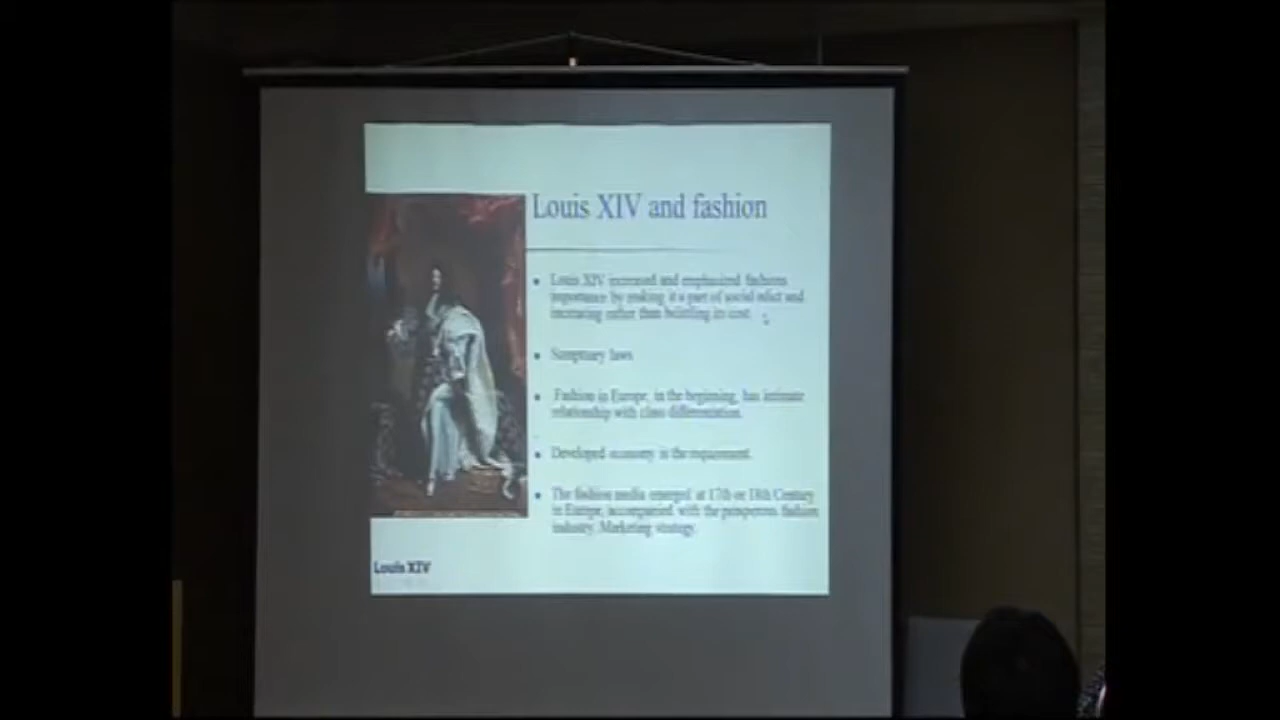 Louis XIV and fashion
Louis XIV increased and emphasized fashions
importance by making it a part of social edict and
increasing rather than belittling its cost.
Sumptuary laws
Fashion in Europe, in the beginning, has intimate
relationship with class differentiation.
Developed economy is the requirement.
The fashion media emerged at 17th or 18th Century
in Europe, accompanied with the prosperous fashion
industry. Marketing strategy.
Louis XIV